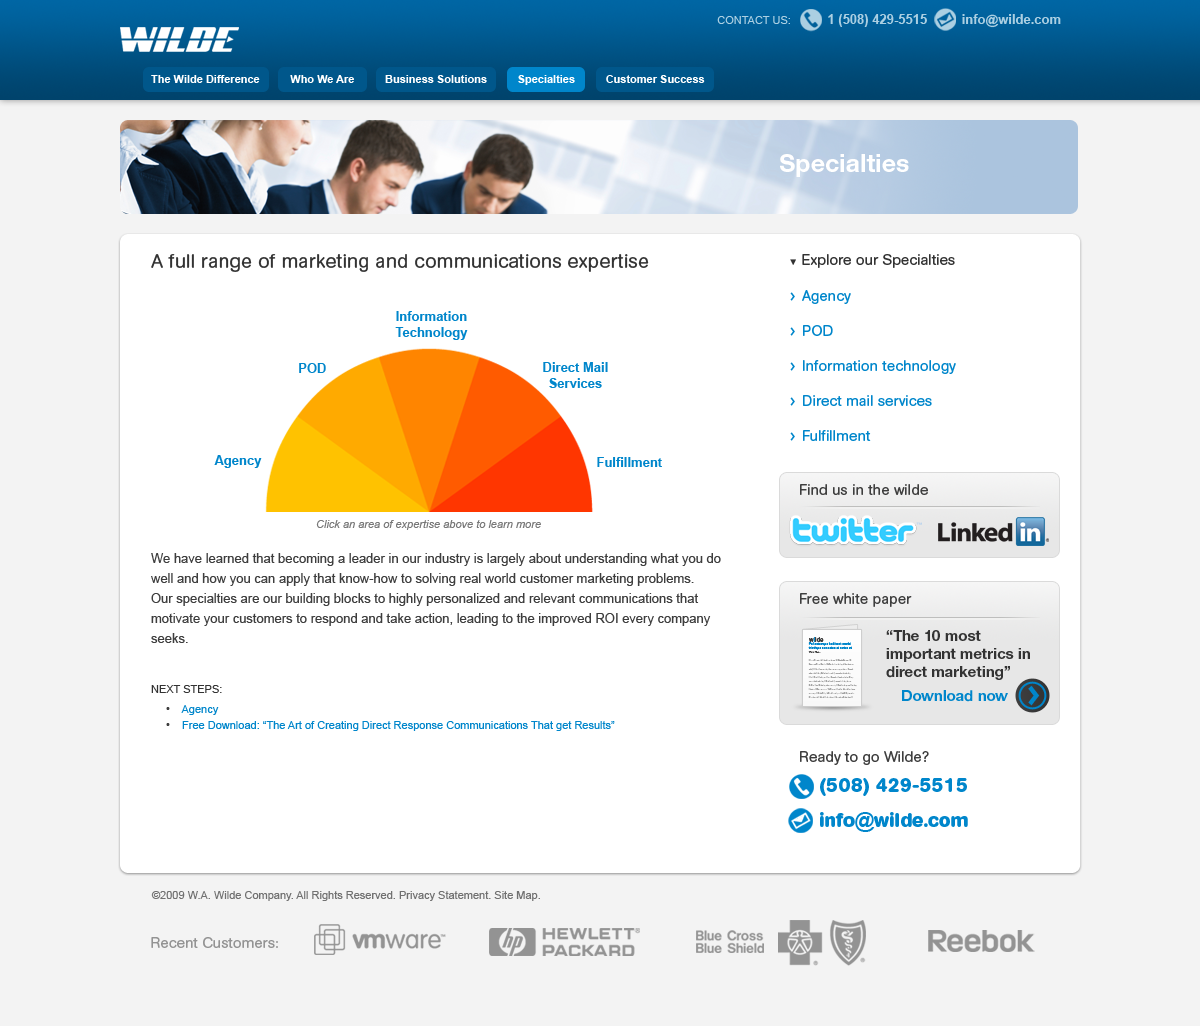 WILDE
CONTACT US: 1 (508) 429-5515 info@wilde.com
The Wilde Difference Who We Are Business Solutions Specialties Customer Success
Specialties
A full range of marketing and communications expertise
Information
Technology
POD
Direct Mail
Services
Agency
Fulfillment
Click an area of expertise above to learn more
We have learned that becoming a leader in our industry is largely about understanding what you do
well and how you can apply that know-how to solving real world customer marketing problems.
Our specialties are our building blocks to highly personalized and relevant communications that
motivate your customers to respond and take action, leading to the improved ROI every company
seeks.
NEXT STEPS:
• Agency
• Free Download: “The Art of Creating Direct Response Communications That get Results”
▾ Explore our Specialties
› Agency
› POD
› Information technology
› Direct mail services
› Fulfillment
Find us in the wilde
twitter™ Linked in.
Free white paper
wilde
“The 10 most
important metrics in
direct marketing”
Download now
Ready to go Wilde?
(508) 429-5515
info@wilde.com
©2009 W.A. Wilde Company. All Rights Reserved. Privacy Statement. Site Map.
Recent Customers:
vmware™
hp HEWLETT®
PACKARD
Blue Cross
Blue Shield
Reebok